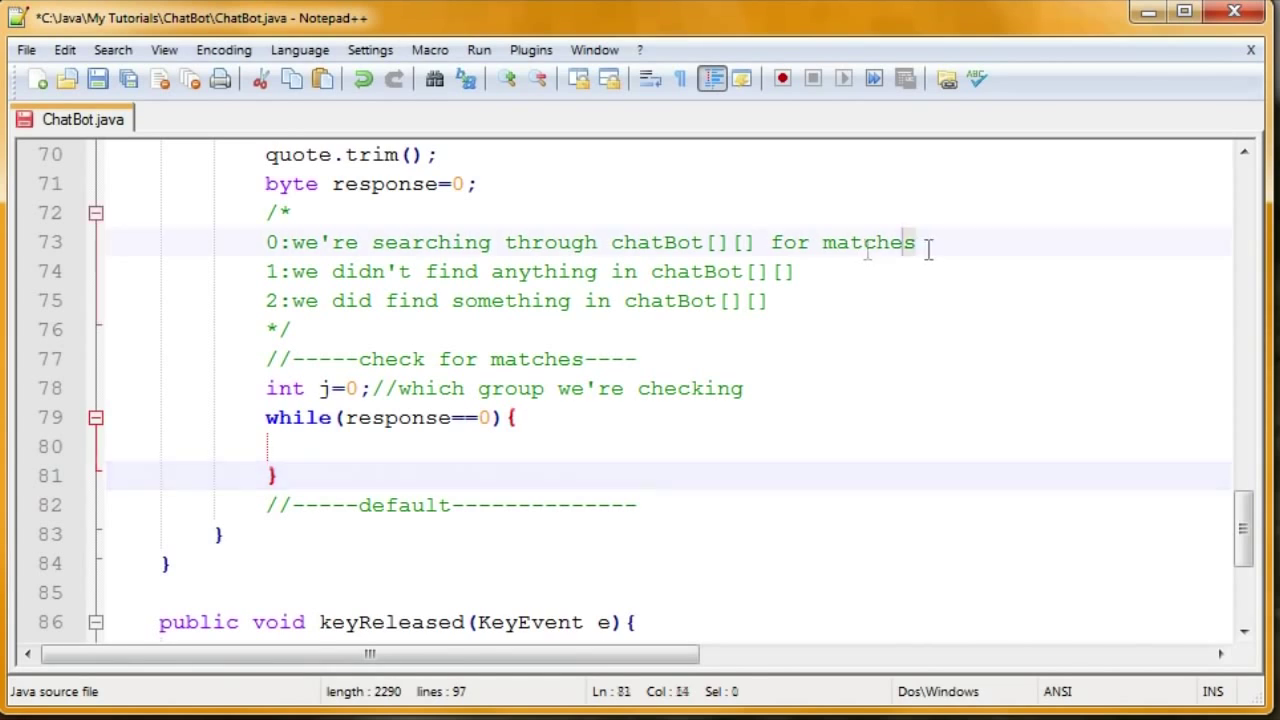 *C:\Java\My Tutorials\ChatBot\ChatBot.java - Notepad++
File Edit Search View Encoding Language Settings Macro Run Plugins Window ? X
ABC
ChatBot.java
70 quote.trim();
71 byte response=0;
72 /*
73 0:we're searching through chatBot[][] for matches
74 1:we didn't find anything in chatBot[][]
75 2:we did find something in chatBot[][]
76 */
77 //-----check for matches----
78 int j=0;//which group we're checking
79 while(response==0){
80
81 }
82 //-----default--------------
83 }
84 }
85
86 public void keyReleased(KeyEvent e){
Java source file length : 2290 lines : 97 Ln : 81 Col : 14 Sel : 0 Dos\Windows ANSI INS